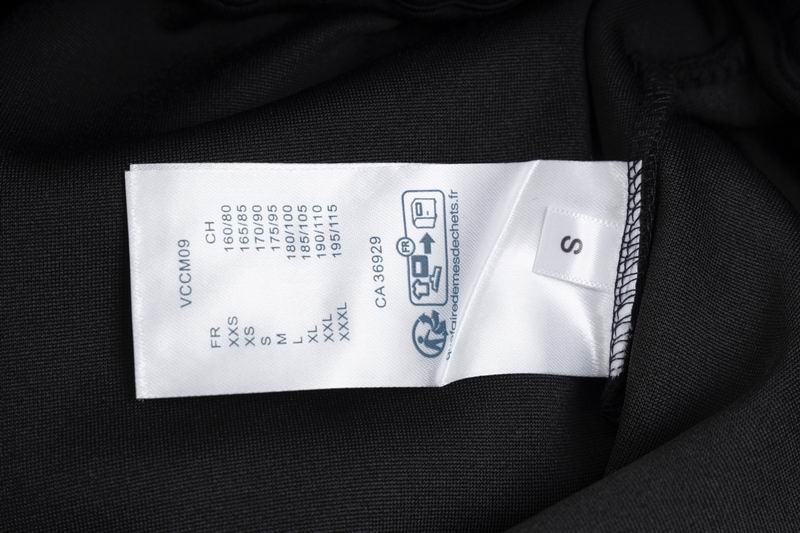 VCCM09
FR CH
XXS 160/80
XS 165/85
S 170/90
M 175/95
L 180/100
XL 185/105
XXL 190/110
XXXL 195/115
CA 36929
FR
quefairedemesdechets.fr
S